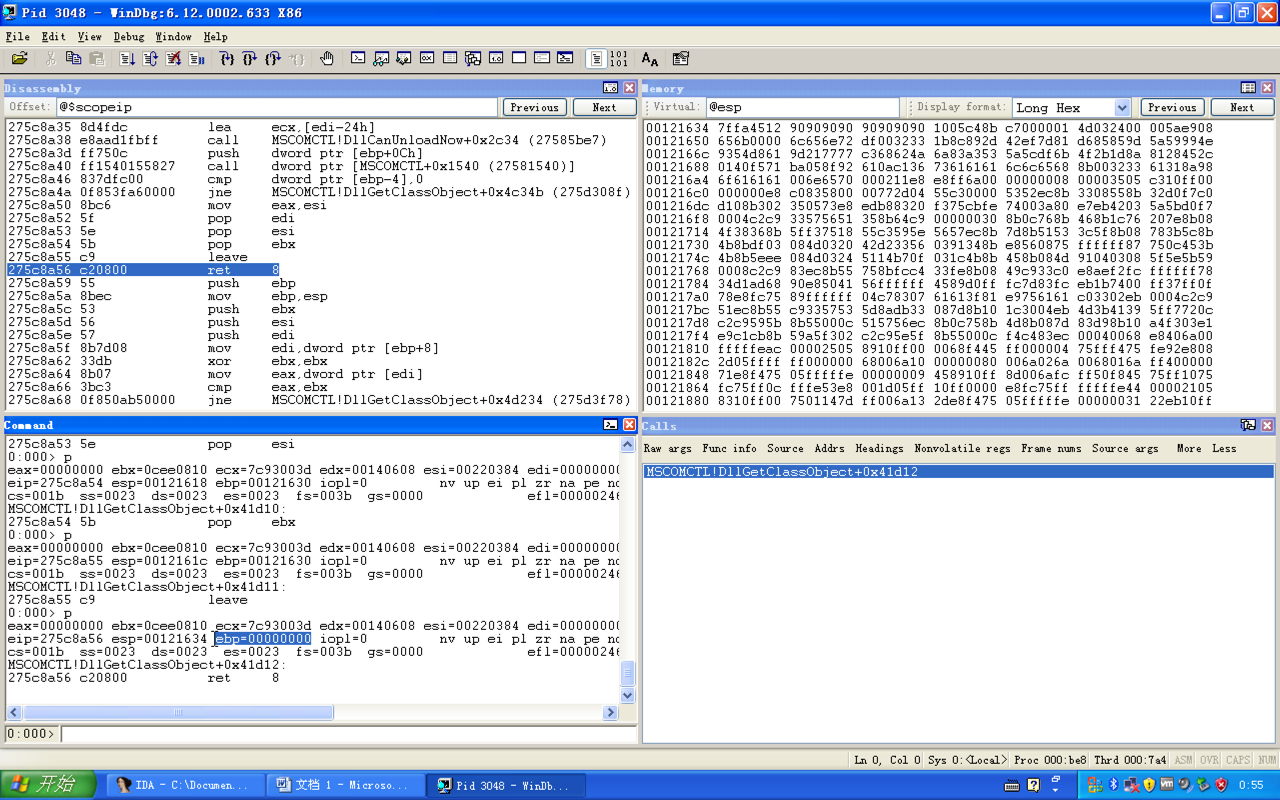 Pid 3048 - WinDbg:6.12.0002.633 X86
File Edit View Debug Window Help
Disassembly
Offset: @$scopeip Previous Next
275c8a35 8d4fdc lea ecx,[edi-24h]
275c8a38 e8aad1fbff call MSCOMCTL!DllCanUnloadNow+0x2c34 (27585be7)
275c8a3d ff750c push dword ptr [ebp+0Ch]
275c8a40 ff1540155827 call dword ptr [MSCOMCTL+0x1540 (27581540)]
275c8a46 837dfc00 cmp dword ptr [ebp-4],0
275c8a4a 0f853fa60000 jne MSCOMCTL!DllGetClassObject+0x4c34b (275d308f)
275c8a50 8bc6 mov eax,esi
275c8a52 5f pop edi
275c8a53 5e pop esi
275c8a54 5b pop ebx
275c8a55 c9 leave
275c8a56 c20800 ret 8
275c8a59 55 push ebp
275c8a5a 8bec mov ebp,esp
275c8a5c 53 push ebx
275c8a5d 56 push esi
275c8a5e 57 push edi
275c8a5f 8b7d08 mov edi,dword ptr [ebp+8]
275c8a62 33db xor ebx,ebx
275c8a64 8b07 mov eax,dword ptr [edi]
275c8a66 3bc3 cmp eax,ebx
275c8a68 0f850ab50000 jne MSCOMCTL!DllGetClassObject+0x4d234 (275d3f78)
Memory
Virtual: @esp Display format: Long Hex Previous Next
00121634 7ffa4512 90909090 90909090 1005c48b c7000001 4d032400 005ae908
00121650 656b0000 6c656e72 df003233 1b8c892d 42ef7d81 d685859d 5a59994e
0012166c 9354d861 9d217777 c368624a 6a83a353 5a5cdf6b 4f2b1d8a 8128452c
00121688 0140f571 ba058f92 610ac136 73616161 6c6c6568 8b003233 61318a98
001216a4 6f616161 006e6570 000211e8 e8ff6a00 00000008 00003505 c310ff00
001216c0 000000e8 c0835800 00772d04 55c30000 5352ec8b 3308558b 32d0f7c0
001216dc d108b302 350573e8 edb88320 f375cbfe 74003a80 e7eb4203 5a5bd0f7
001216f8 0004c2c9 33575651 358b64c9 00000030 8b0c768b 468b1c76 207e8b08
00121714 4f38368b 5ff37518 55c3595e 5657ec8b 7d8b5153 3c5f8b08 783b5c8b
00121730 4b8bdf03 084d0320 42d23356 0391348b e8560875 ffffff87 750c453b
0012174c 4b8b5eee 084d0324 5114b70f 031c4b8b 458b084d 91040308 5f5e5b59
00121768 0008c2c9 83ec8b55 758bfcc4 33fe8b08 49c933c0 e8aef2fc ffffff78
00121784 34d1ad68 90e85041 56ffffff 4589d0ff fc7d83fc eb1b7400 ff37ff0f
001217a0 78e8fc75 89ffffff 04c78307 61613f81 e9756161 c03302eb 0004c2c9
001217bc 51ec8b55 9335753 5d8adb33 087d8b10 1c3004eb 4d3b4139 5ff7720c
001217d8 c2c9595b 8b55000c 515756ec 8b0c758b 4d8b087d 83d98b10 a4f303e1
001217f4 e9c1cb8b 59a5f302 c2c95e5f 8b55000c cf4c483ec 00040068 e8406a00
00121810 ffffeac 00002505 8910ff00 0068f445 ff000004 75fff475 fe92e808
0012182c 2d05ffff ff000000 68006a10 00000080 006a026a 0068016a ff400000
00121848 71e8f475 05fffffe 00000009 458910ff 8d006afc ff50f845 75ff1075
00121864 fc75ff0c fffe53e8 001d05ff 10ff0000 e8fc75ff fffffe44 00002105
00121880 8310ff00 7501147d ff006a13 2de8f475 05fffffe 00000031 22eb10ff
Command
275c8a53 5e pop esi
0:000> p
eax=00000000 ebx=0cee0810 ecx=7c93003d edx=00140608 esi=00220384 edi=0000000
eip=275c8a54 esp=00121618 ebp=00121630 iopl=0 nv up ei pl zr na pe no
cs=001b ss=0023 ds=0023 es=0023 fs=003b gs=0000 efl=0000024
MSCOMCTL!DllGetClassObject+0x41d10:
275c8a54 5b pop ebx
0:000> p
eax=00000000 ebx=0cee0810 ecx=7c93003d edx=00140608 esi=00220384 edi=0000000
eip=275c8a55 esp=0012161c ebp=00121630 iopl=0 nv up ei pl zr na pe no
cs=001b ss=0023 ds=0023 es=0023 fs=003b gs=0000 efl=0000024
MSCOMCTL!DllGetClassObject+0x41d11:
275c8a55 c9 leave
0:000> p
eax=00000000 ebx=0cee0810 ecx=7c93003d edx=00140608 esi=00220384 edi=0000000
eip=275c8a56 esp=00121634 ebp=00000000 iopl=0 nv up ei pl zr na pe no
cs=001b ss=0023 ds=0023 es=0023 fs=003b gs=0000 efl=0000024
MSCOMCTL!DllGetClassObject+0x41d12:
275c8a56 c20800 ret 8
0:000>
Calls
Raw args Func info Source Addrs Headings Nonvolatile regs Frame nums Source args More Less
MSCOMCTL!DllGetClassObject+0x41d12
Ln 0, Col 0 Sys 0:<Local> Proc 000:be8 Thrd 000:7a4 ASM OVR CAPS NUM
开始 IDA - C:\Documen... 文档 1 - Microso... Pid 3048 - WinDb... 0:55